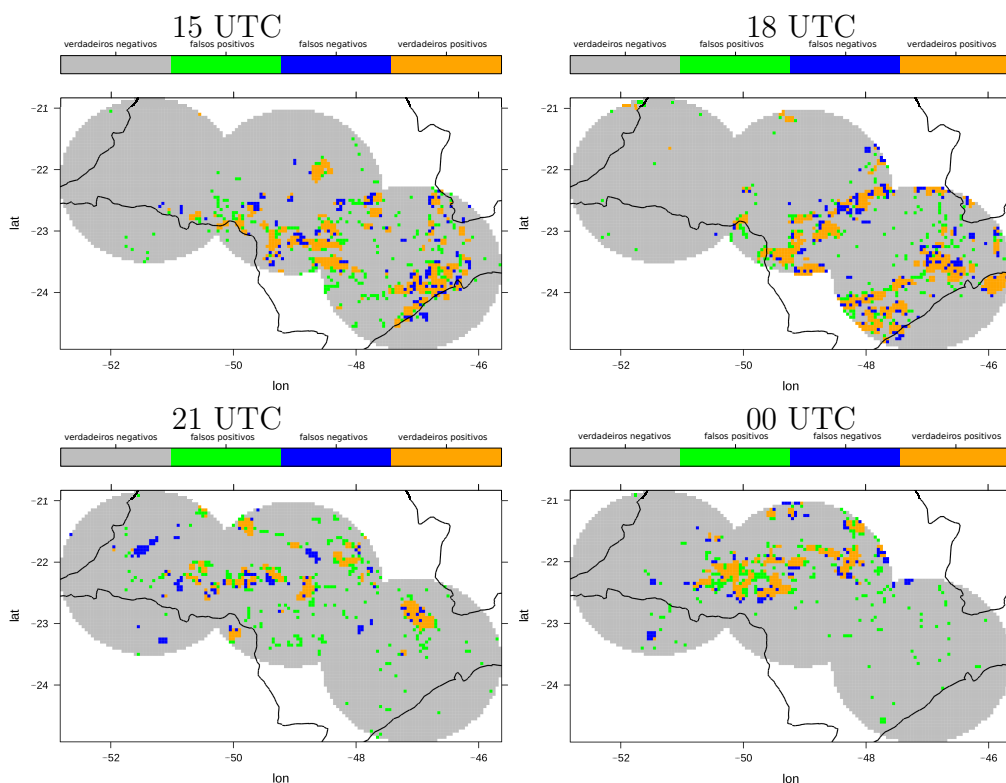 15 UTC
verdadeiros negativos falsos positivos falsos negativos verdadeiros positivos
−21
−22
−23
−24
lat
−52 −50 −48 −46
lon
18 UTC
verdadeiros negativos falsos positivos falsos negativos verdadeiros positivos
−21
−22
−23
−24
lat
−52 −50 −48 −46
lon
21 UTC
verdadeiros negativos falsos positivos falsos negativos verdadeiros positivos
−21
−22
−23
−24
lat
−52 −50 −48 −46
lon
00 UTC
verdadeiros negativos falsos positivos falsos negativos verdadeiros positivos
−21
−22
−23
−24
lat
−52 −50 −48 −46
lon